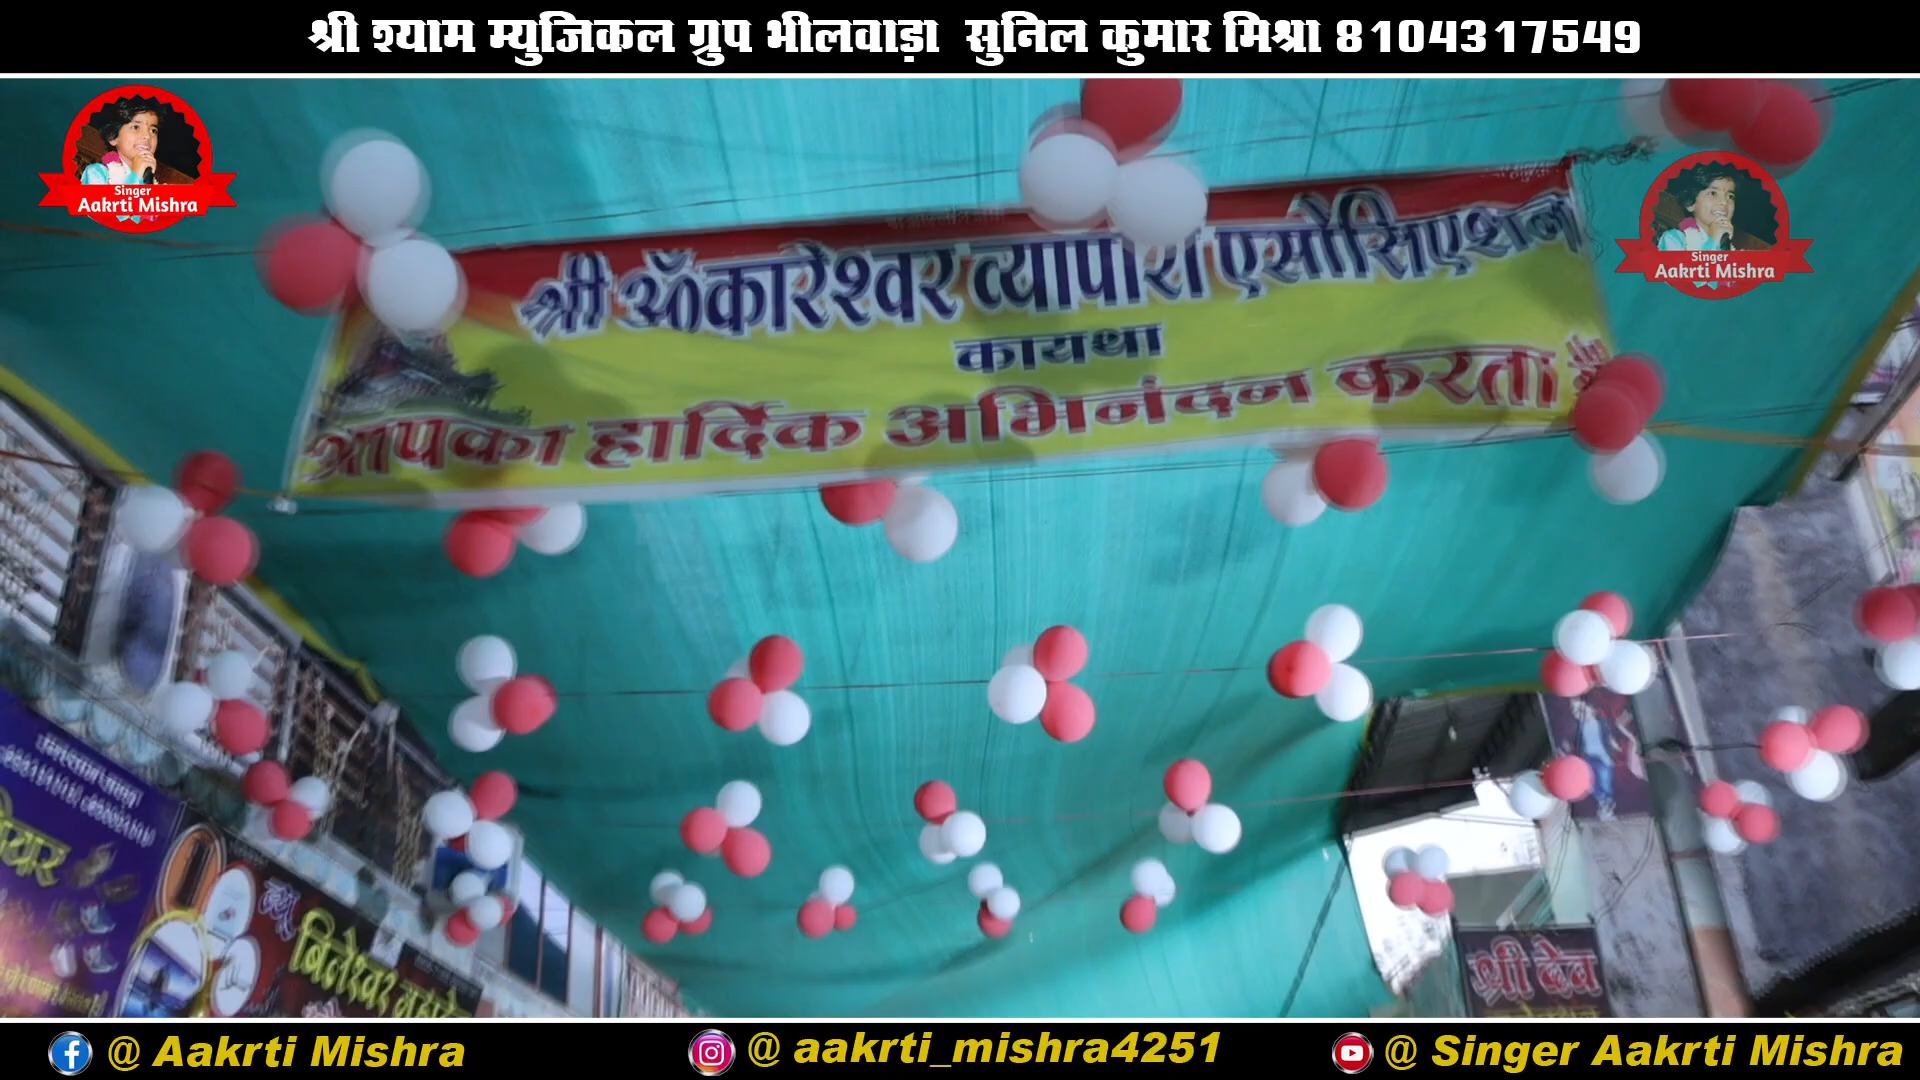 श्री श्याम म्युजिकल ग्रुप भीलवाड़ा सुनिल कुमार मिश्रा 8104317549
Singer
Aakrti Mishra
Singer
Aakrti Mishra
श्री ॐकारेश्वर व्यापारी एसोसिएशन
कायथा
आपका हार्दिक अभिनंदन करता है
बिलेश्वर
श्री देव
@ Aakrti Mishra
@ aakrti_mishra4251
@ Singer Aakrti Mishra